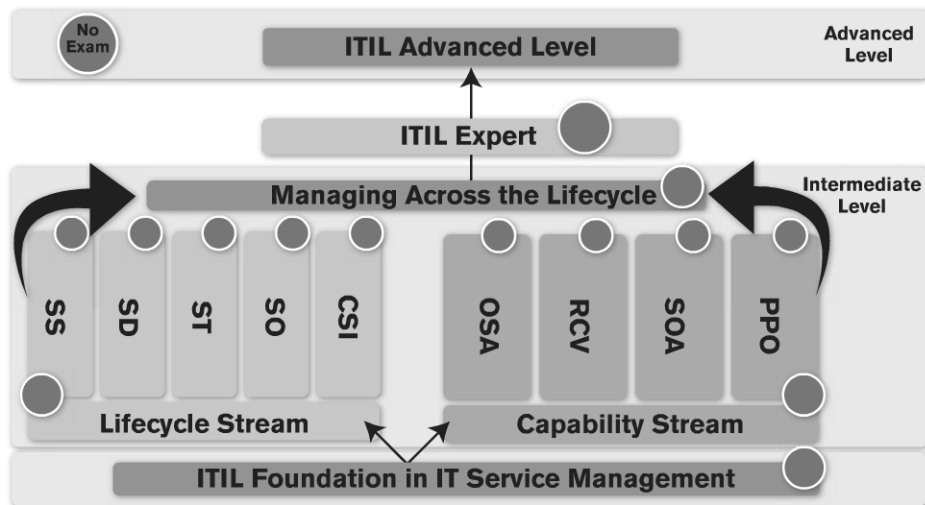 No
Exam
ITIL Advanced Level
Advanced
Level
ITIL Expert
Managing Across the Lifecycle
Intermediate
Level
SS
SD
ST
SO
CSI
OSA
RCV
SOA
PPO
Lifecycle Stream
Capability Stream
ITIL Foundation in IT Service Management